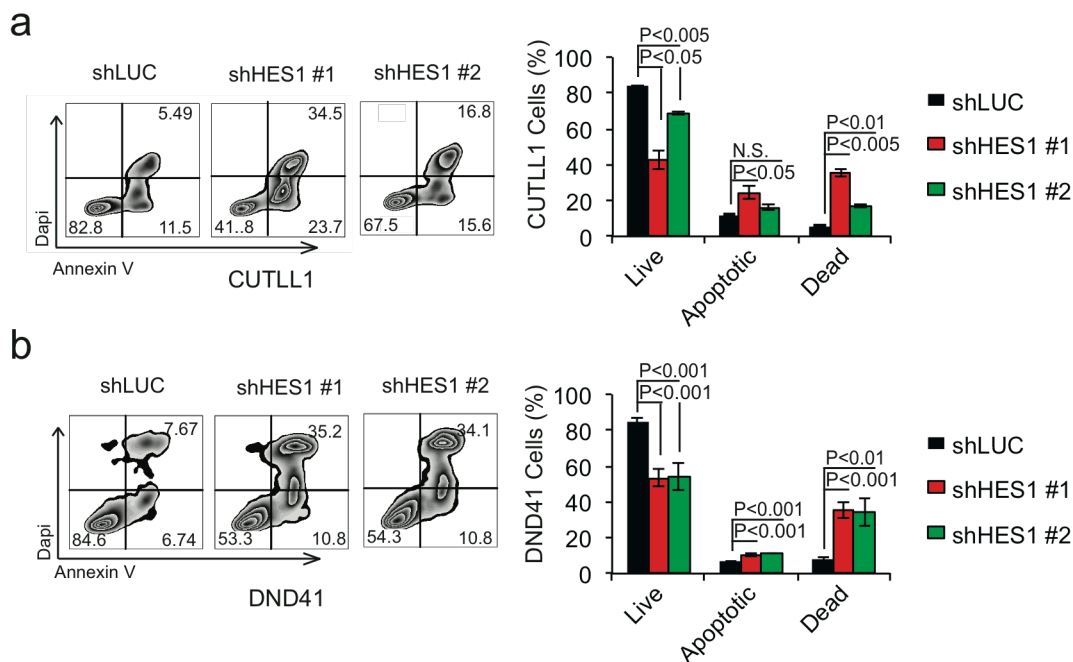 a
shLUC
shHES1 #1
shHES1 #2
5.49
34.5
16.8
82.8
11.5
41..8
23.7
67.5
15.6
Dapi
Annexin V
CUTLL1
CUTLL1 Cells (%)
100
80
60
40
20
0
P<0.005
P<0.05
N.S.
P<0.05
P<0.01
P<0.005
Live
Apoptotic
Dead
shLUC
shHES1 #1
shHES1 #2
b
shLUC
shHES1 #1
shHES1 #2
7.67
35.2
34.1
84.6
6.74
53.3
10.8
54.3
10.8
Dapi
Annexin V
DND41
DND41 Cells (%)
100
80
60
40
20
0
P<0.001
P<0.001
P<0.001
P<0.001
P<0.01
P<0.001
Live
Apoptotic
Dead
shLUC
shHES1 #1
shHES1 #2